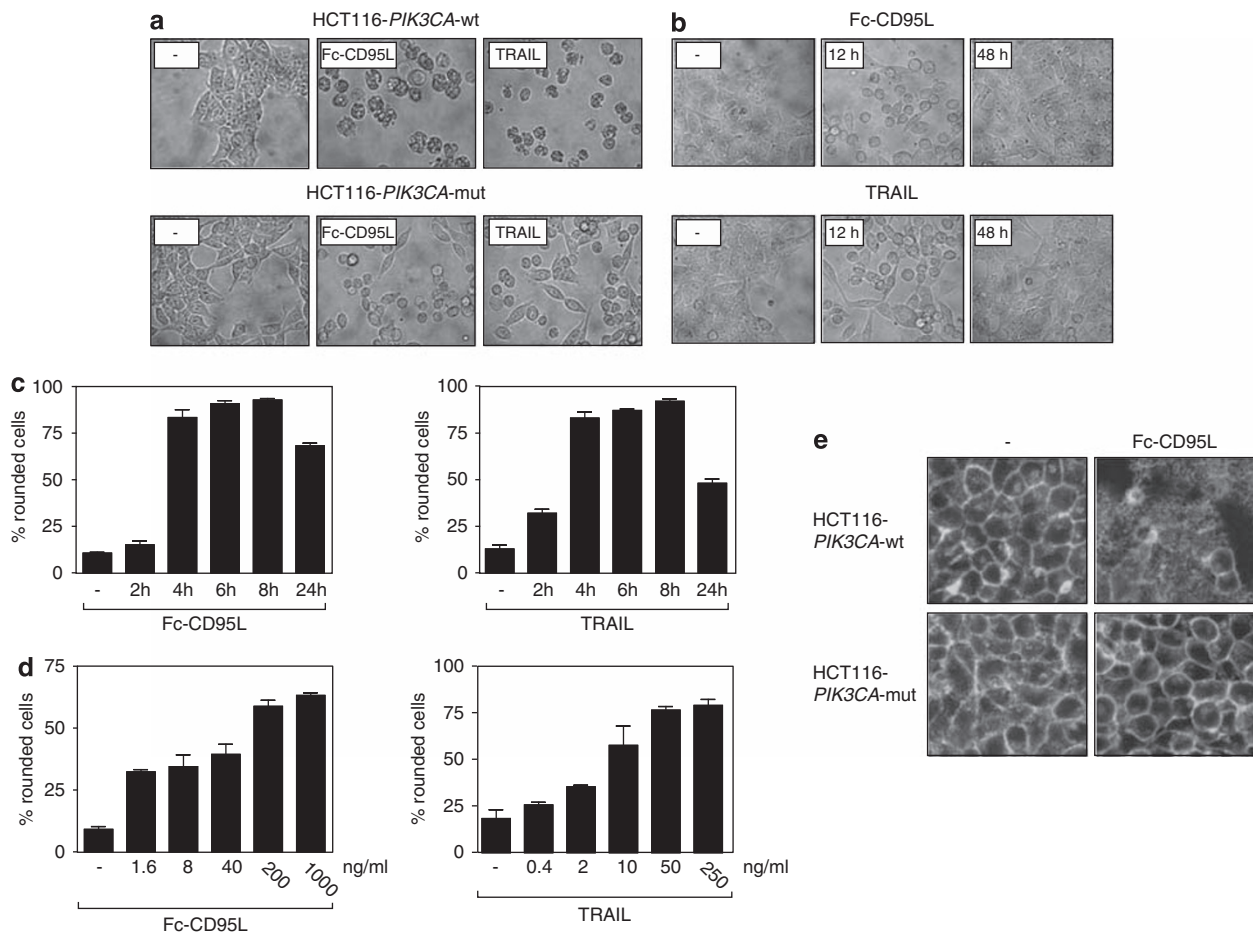 a
HCT116-PIK3CA-wt
-
Fc-CD95L
TRAIL
HCT116-PIK3CA-mut
-
Fc-CD95L
TRAIL
b
Fc-CD95L
-
12 h
48 h
TRAIL
-
12 h
48 h
c
% rounded cells
100
75
50
25
0
- 2h 4h 6h 8h 24h
Fc-CD95L
% rounded cells
100
75
50
25
0
- 2h 4h 6h 8h 24h
TRAIL
d
% rounded cells
75
50
25
0
- 1.6 8 40 200 1000 ng/ml
Fc-CD95L
% rounded cells
100
75
50
25
0
- 0.4 2 10 50 250 ng/ml
TRAIL
e
- Fc-CD95L
HCT116-
PIK3CA-wt
HCT116-
PIK3CA-mut